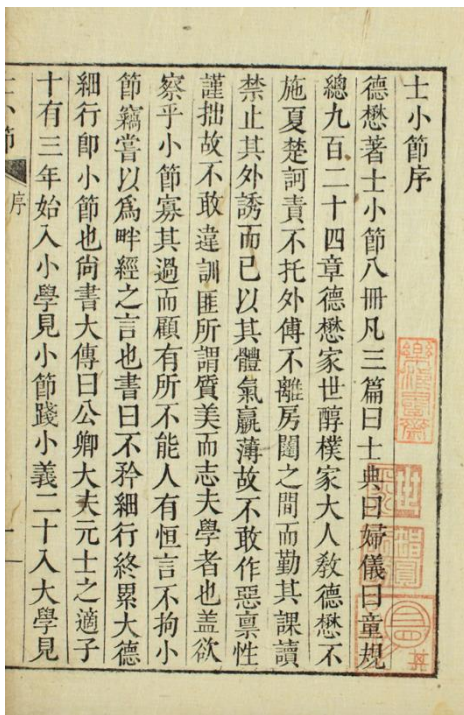 士小節序
德懋著士小節八冊凡三篇曰士典曰婦儀曰童規
總九百二十四章德懋家世醇樸家大人敎德懋不
施夏楚訶責不托外傅不離房闥之間而勤其課讀
禁止其外誘而已以其體氣羸薄故不敢作惡禀性
謹拙故不敢違訓匪所謂質美而志夫學者也盖欲
察乎小節寡其過而顧有所不能人有恒言不拘小
節竊嘗以爲畔經之言也書曰不矜細行終累大德
細行卽小節也尙書大傳曰公卿大夫元士之適子
十有三年始入小學見小節踐小義二十入大學見
士小節
序
一